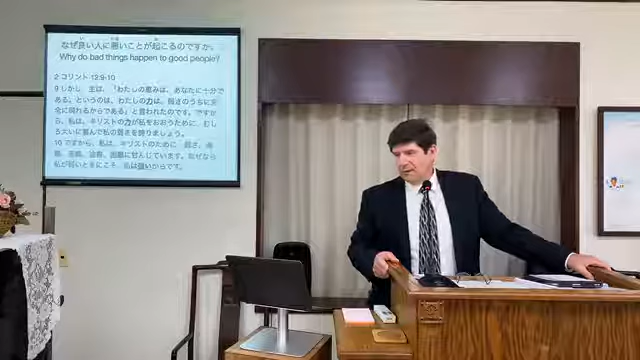 なぜ良い人に悪いことが起こるのですか。
Why do bad things happen to good people?
2 コリント 12:9-10
9 しかし 主は、「わたしの恵みは、あなたに十分で
ある。というのは、わたしの力は、弱さのうちに完
全に現れるからである」と言われたのです。ですか
ら、私は、キリストの力が私をおおうために、むし
ろ大いに喜んで私の弱さを誇りましょう。
10 ですから、私は、キリストのために 弱さ、
困難に甘んじています。なぜなら
私が弱いときにこそ、私は強いからです。